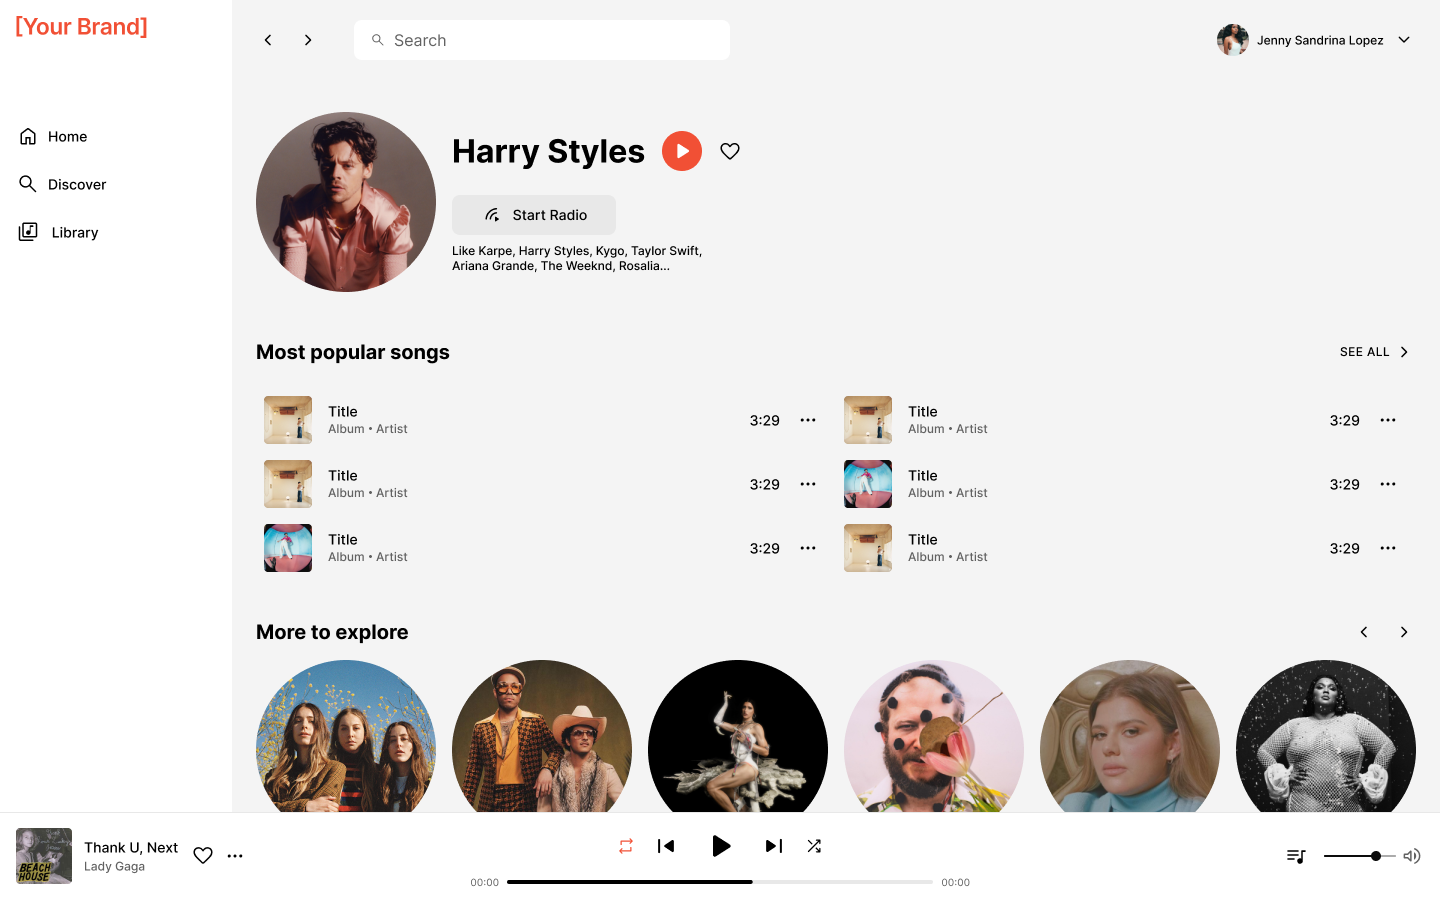 [Your Brand]
Search
Jenny Sandrina Lopez
Home
Discover
Library
Harry Styles
Start Radio
Like Karpe, Harry Styles, Kygo, Taylor Swift,
Ariana Grande, The Weeknd, Rosalia...
Most popular songs
SEE ALL
Title
Album • Artist
3:29
Title
Album • Artist
3:29
Title
Album • Artist
3:29
Title
Album • Artist
3:29
Title
Album • Artist
3:29
Title
Album • Artist
3:29
More to explore
BEACH
HOUSE
Thank U, Next
Lady Gaga
00:00
00:00